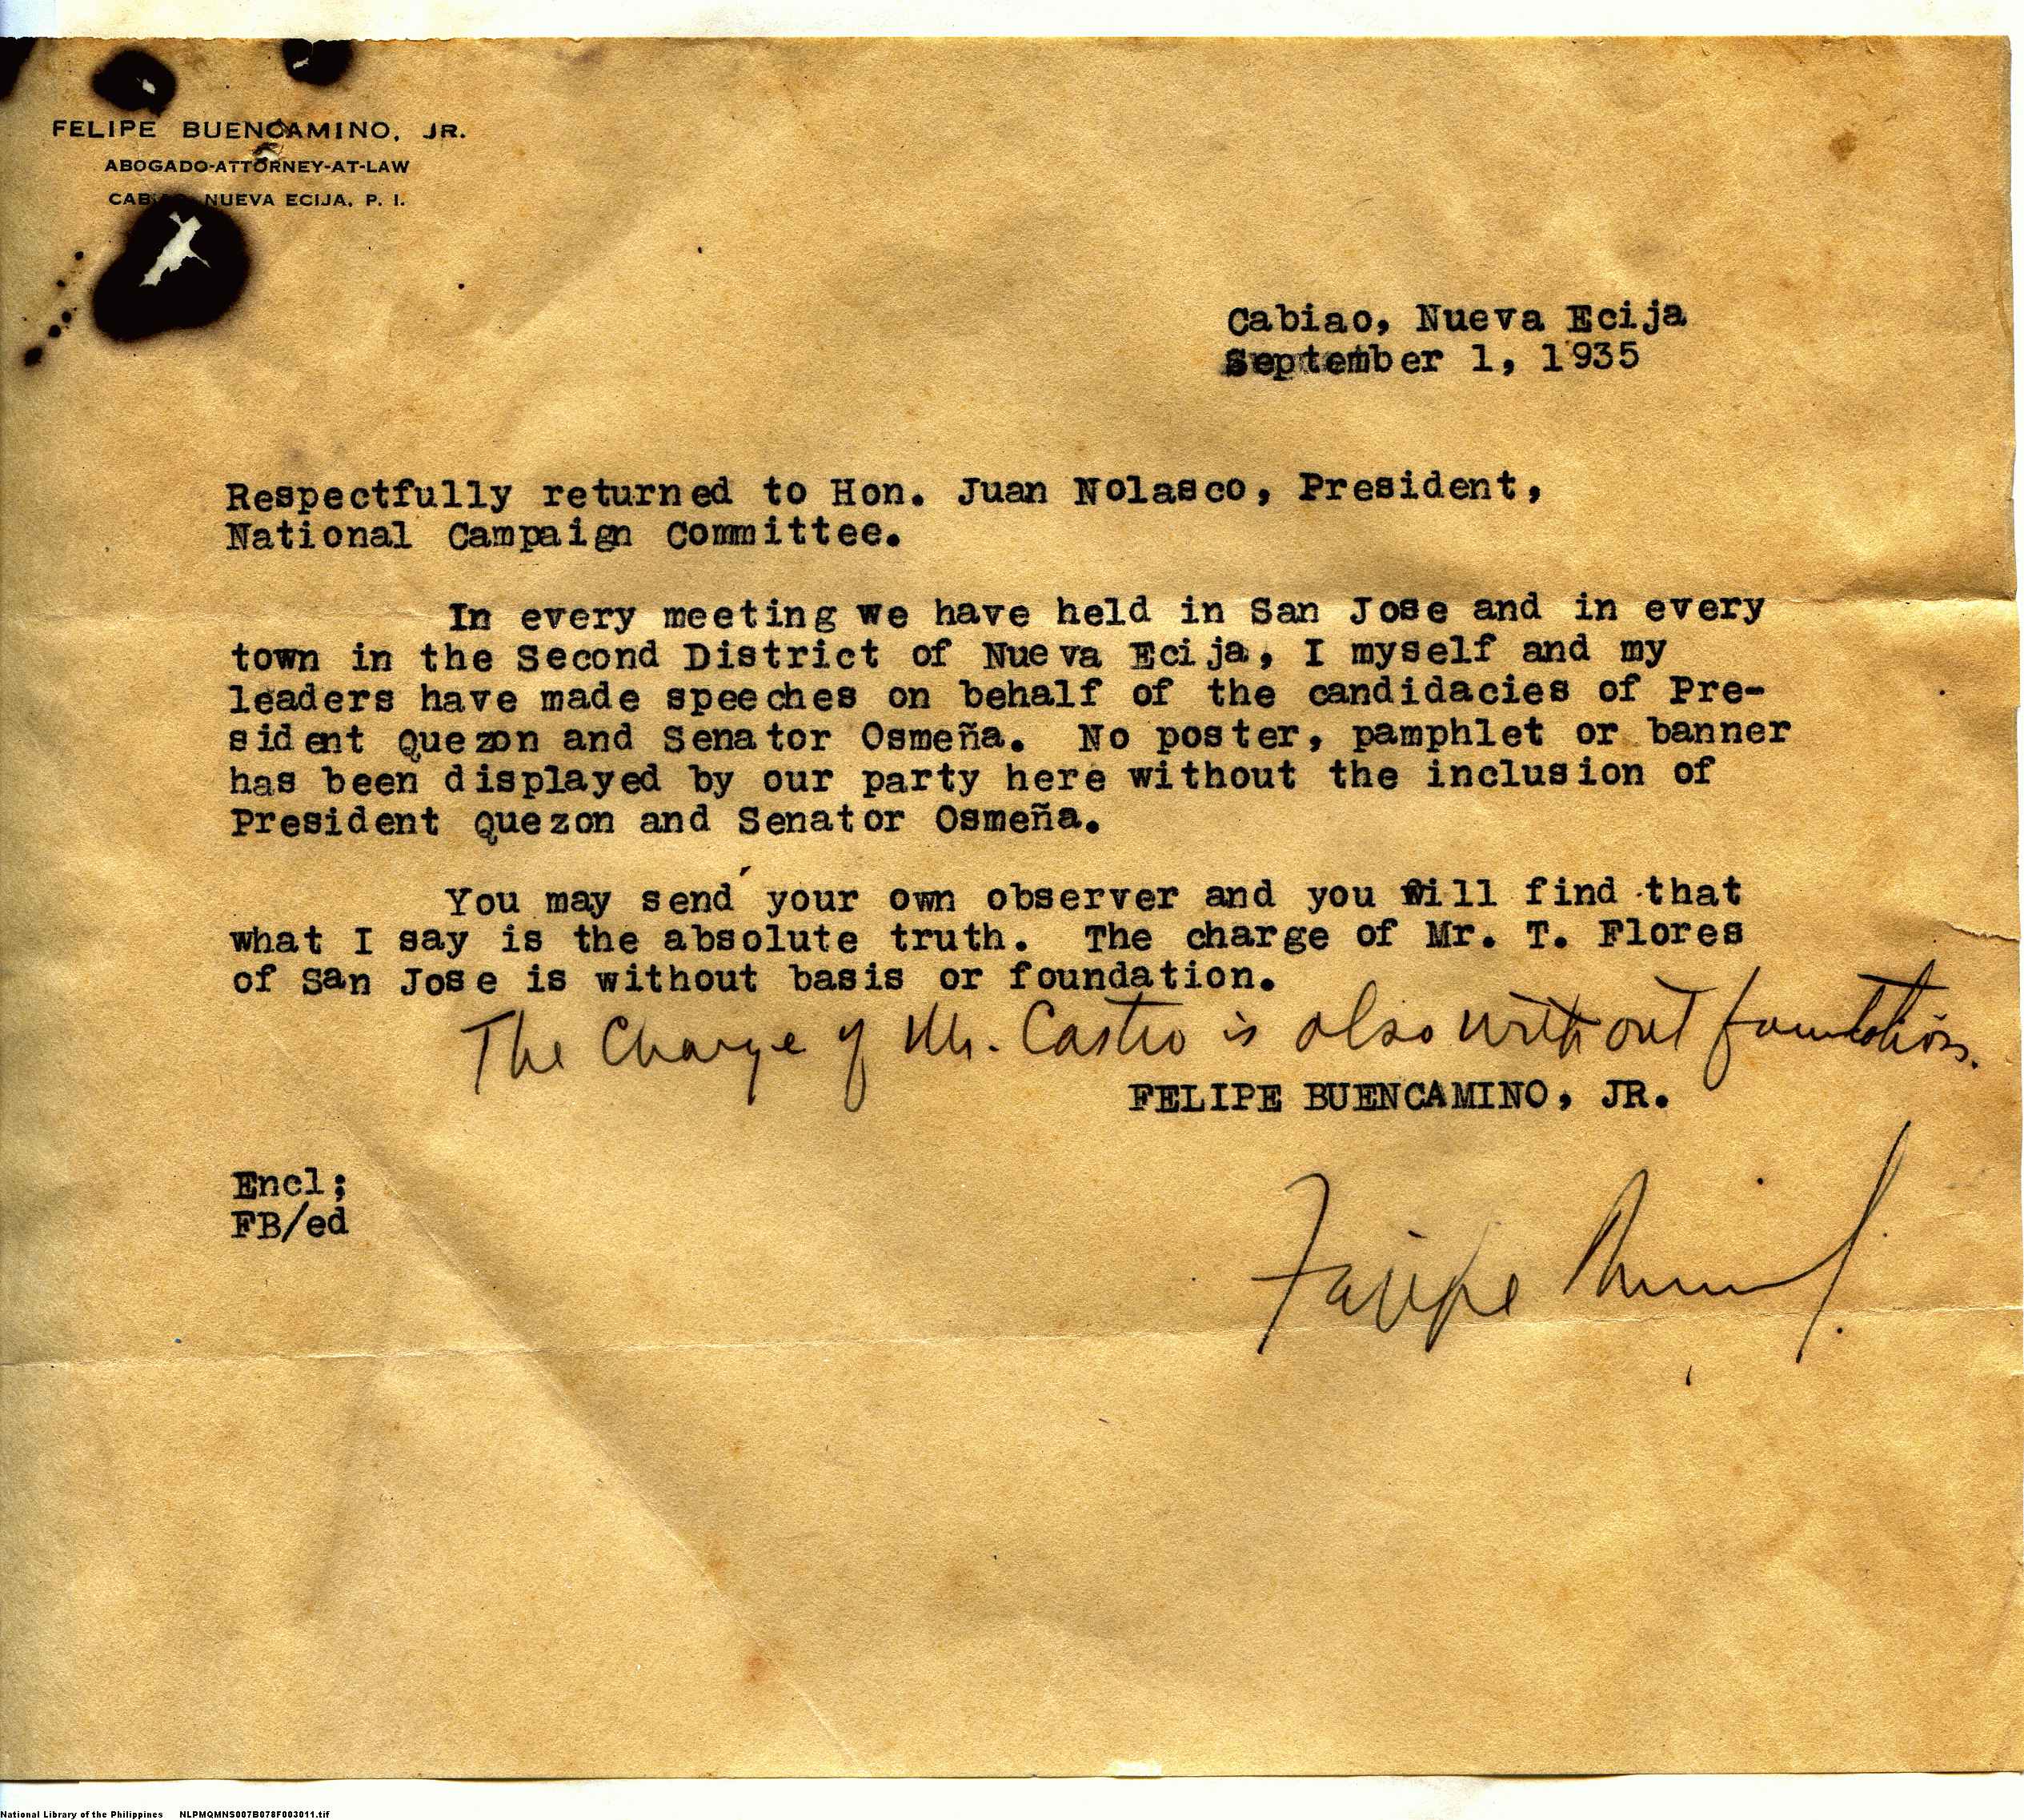 FELIPE BUENCAMINO, JR.
ABOGADO-ATTORNEY-AT-LAW
NUEVA ECIJA, P. I.
Cabiao, Nueva Ecija
September 1, 1935
Respectfully returned to Hon. Juan Nolasco, President,
National Campaign Committee.
In every meeting we have held in San Jose and in every
town in the Second District of Nueva Ecija, I myself and my
leaders have made speeches on behalf of the candidacies of Pre-
sident Quezon and Senator Osmeña. No poster, pamphlet or banner
has been displayed by our party here without the inclusion of
President Quezon and Senator Osmeña.
You may send your own observer and you will find that
what I say is the absolute truth. The charge of Mr. T. Flores
of San Jose is without basis or foundation.
The Charge of Mr. Castro is also without foundation.
FELIPE BUENCAMINO, JR.
Encl;
FB/ed
Felipe
National Library of the Philippines NLPMQMNS007B078F003011.tif